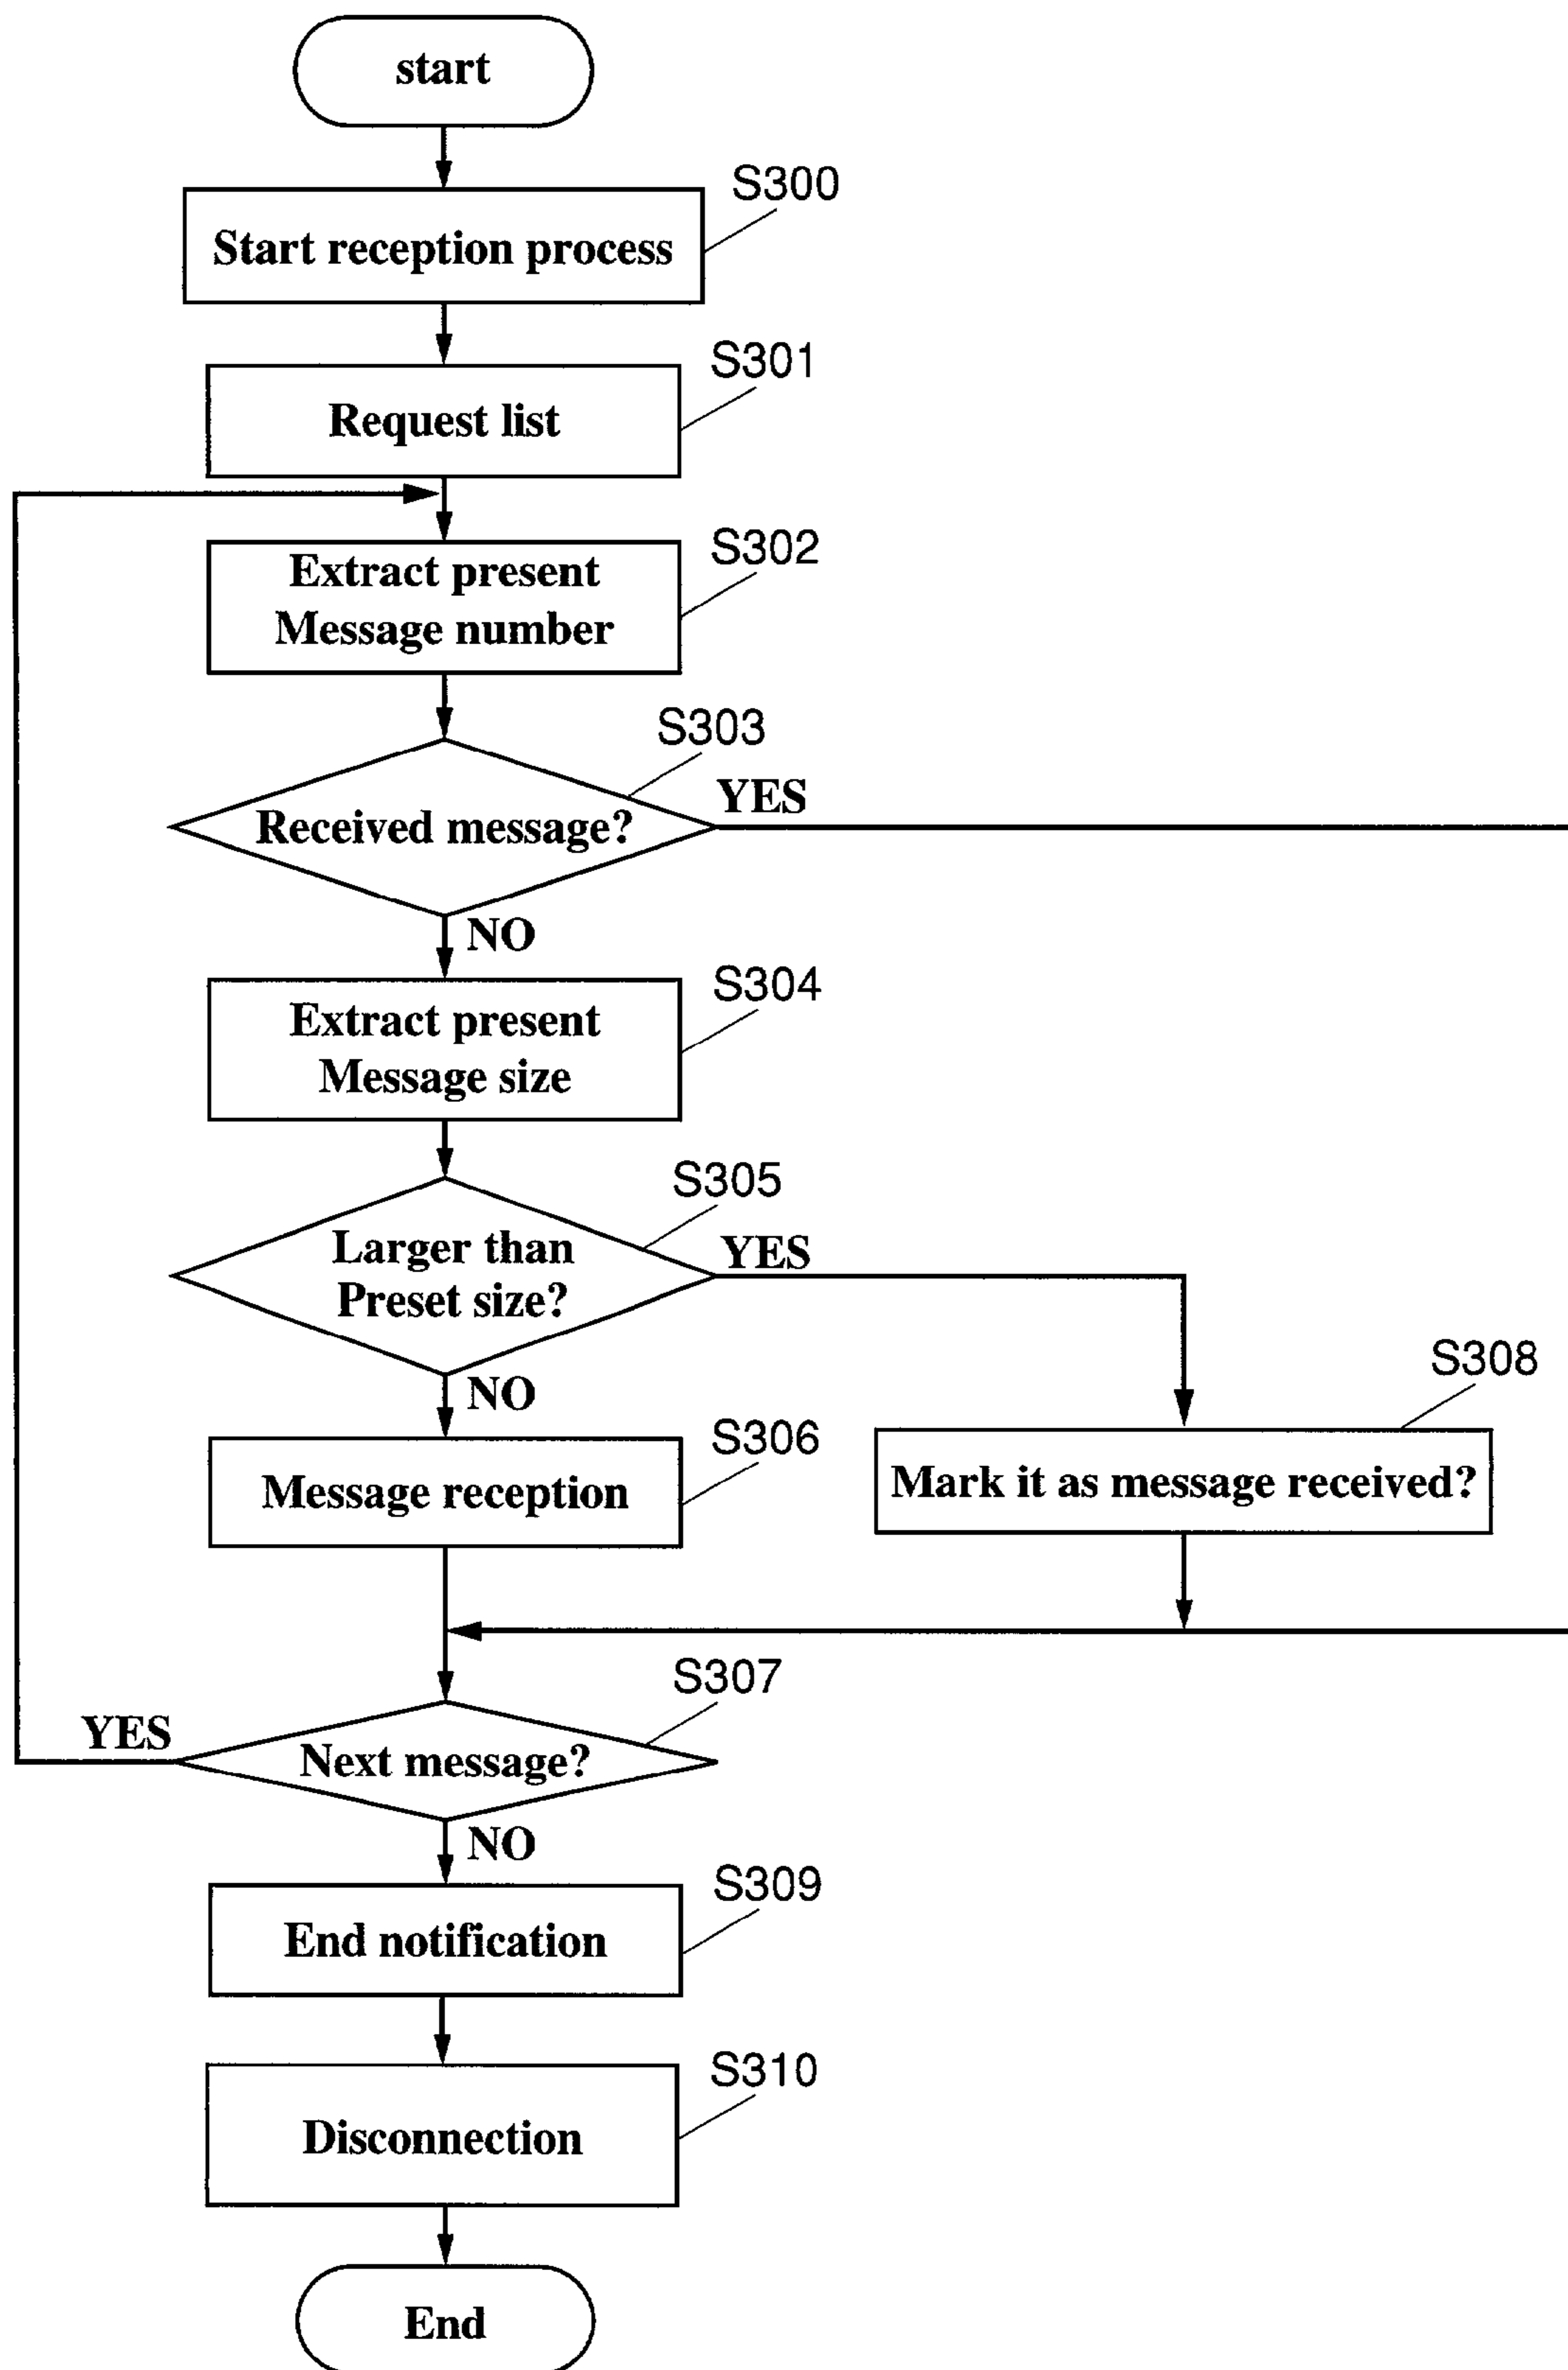 start
S300
Start reception process
S301
Request list
S302
Extract present
Message number
S303
YES
Received message?
NO
S304
Extract present
Message size
S305
YES
Larger than
Preset size?
NO
S308
S306
Mark it as message received?
Message reception
S307
YES
Next message?
NO
S309
End notification
S310
Disconnection
End